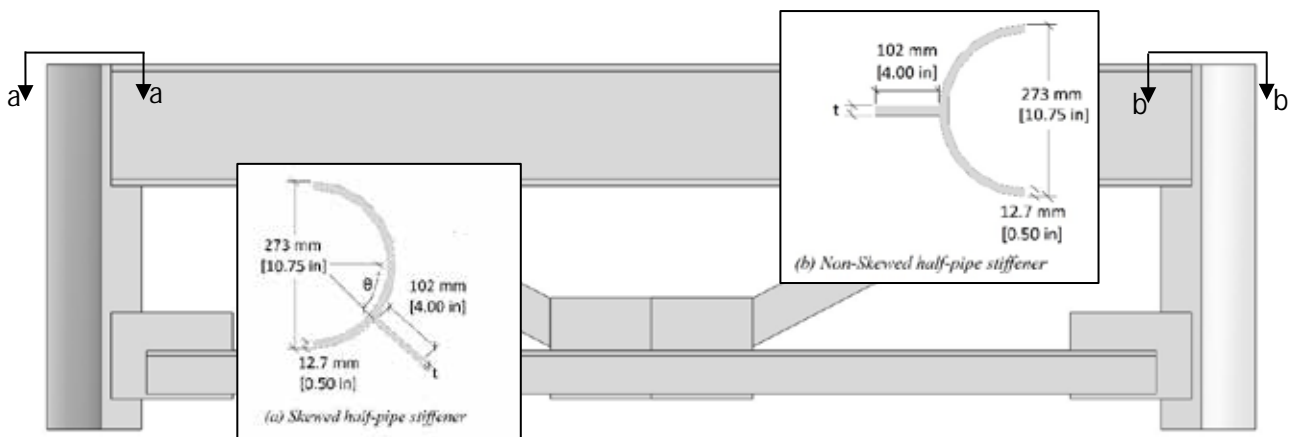 a
a
102 mm
[4.00 in]
t
273 mm
[10.75 in]
12.7 mm
[0.50 in]
(b) Non-Skewed half-pipe stiffener
b
b
273 mm
[10.75 in]
θ
102 mm
[4.00 in]
t
12.7 mm
[0.50 in]
(a) Skewed half-pipe stiffener